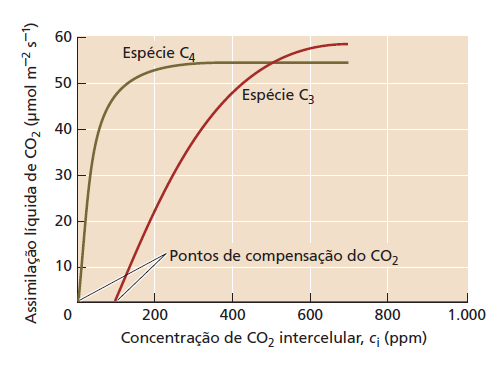 Assimilação líquida de CO₂ (µmol m⁻² s⁻¹)
60
50
40
30
20
10
Espécie C₄
Espécie C₃
Pontos de compensação do CO₂
0
200
400
600
800
1.000
Concentração de CO₂ intercelular, cᵢ (ppm)